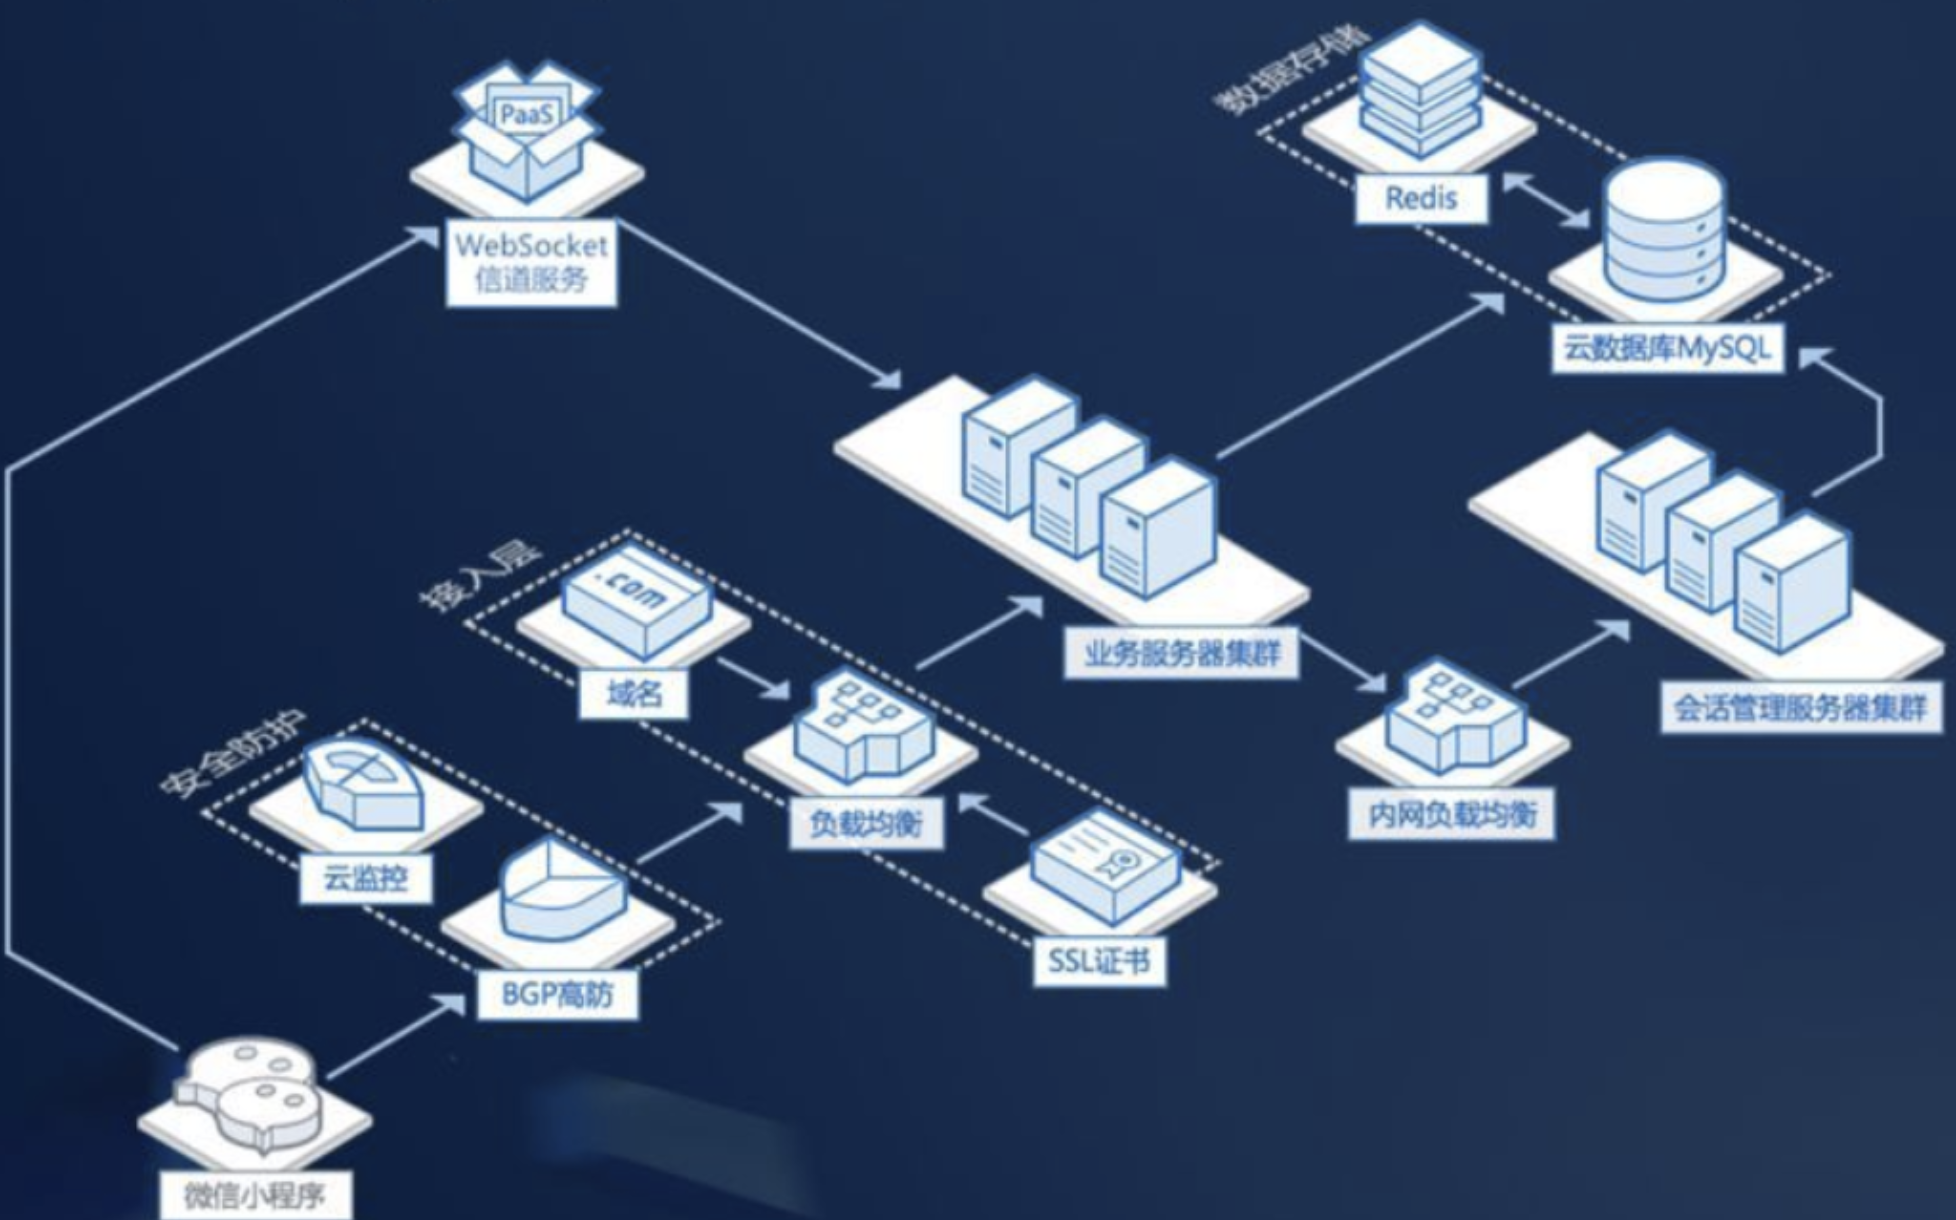 数据存储
PaaS
Redis
WebSocket
信道服务
云数据库MySQL
接入层
.com
业务服务器集群
域名
会话管理服务器集群
安全防护
负载均衡
内网负载均衡
云监控
SSL证书
BGP高防
微信小程序